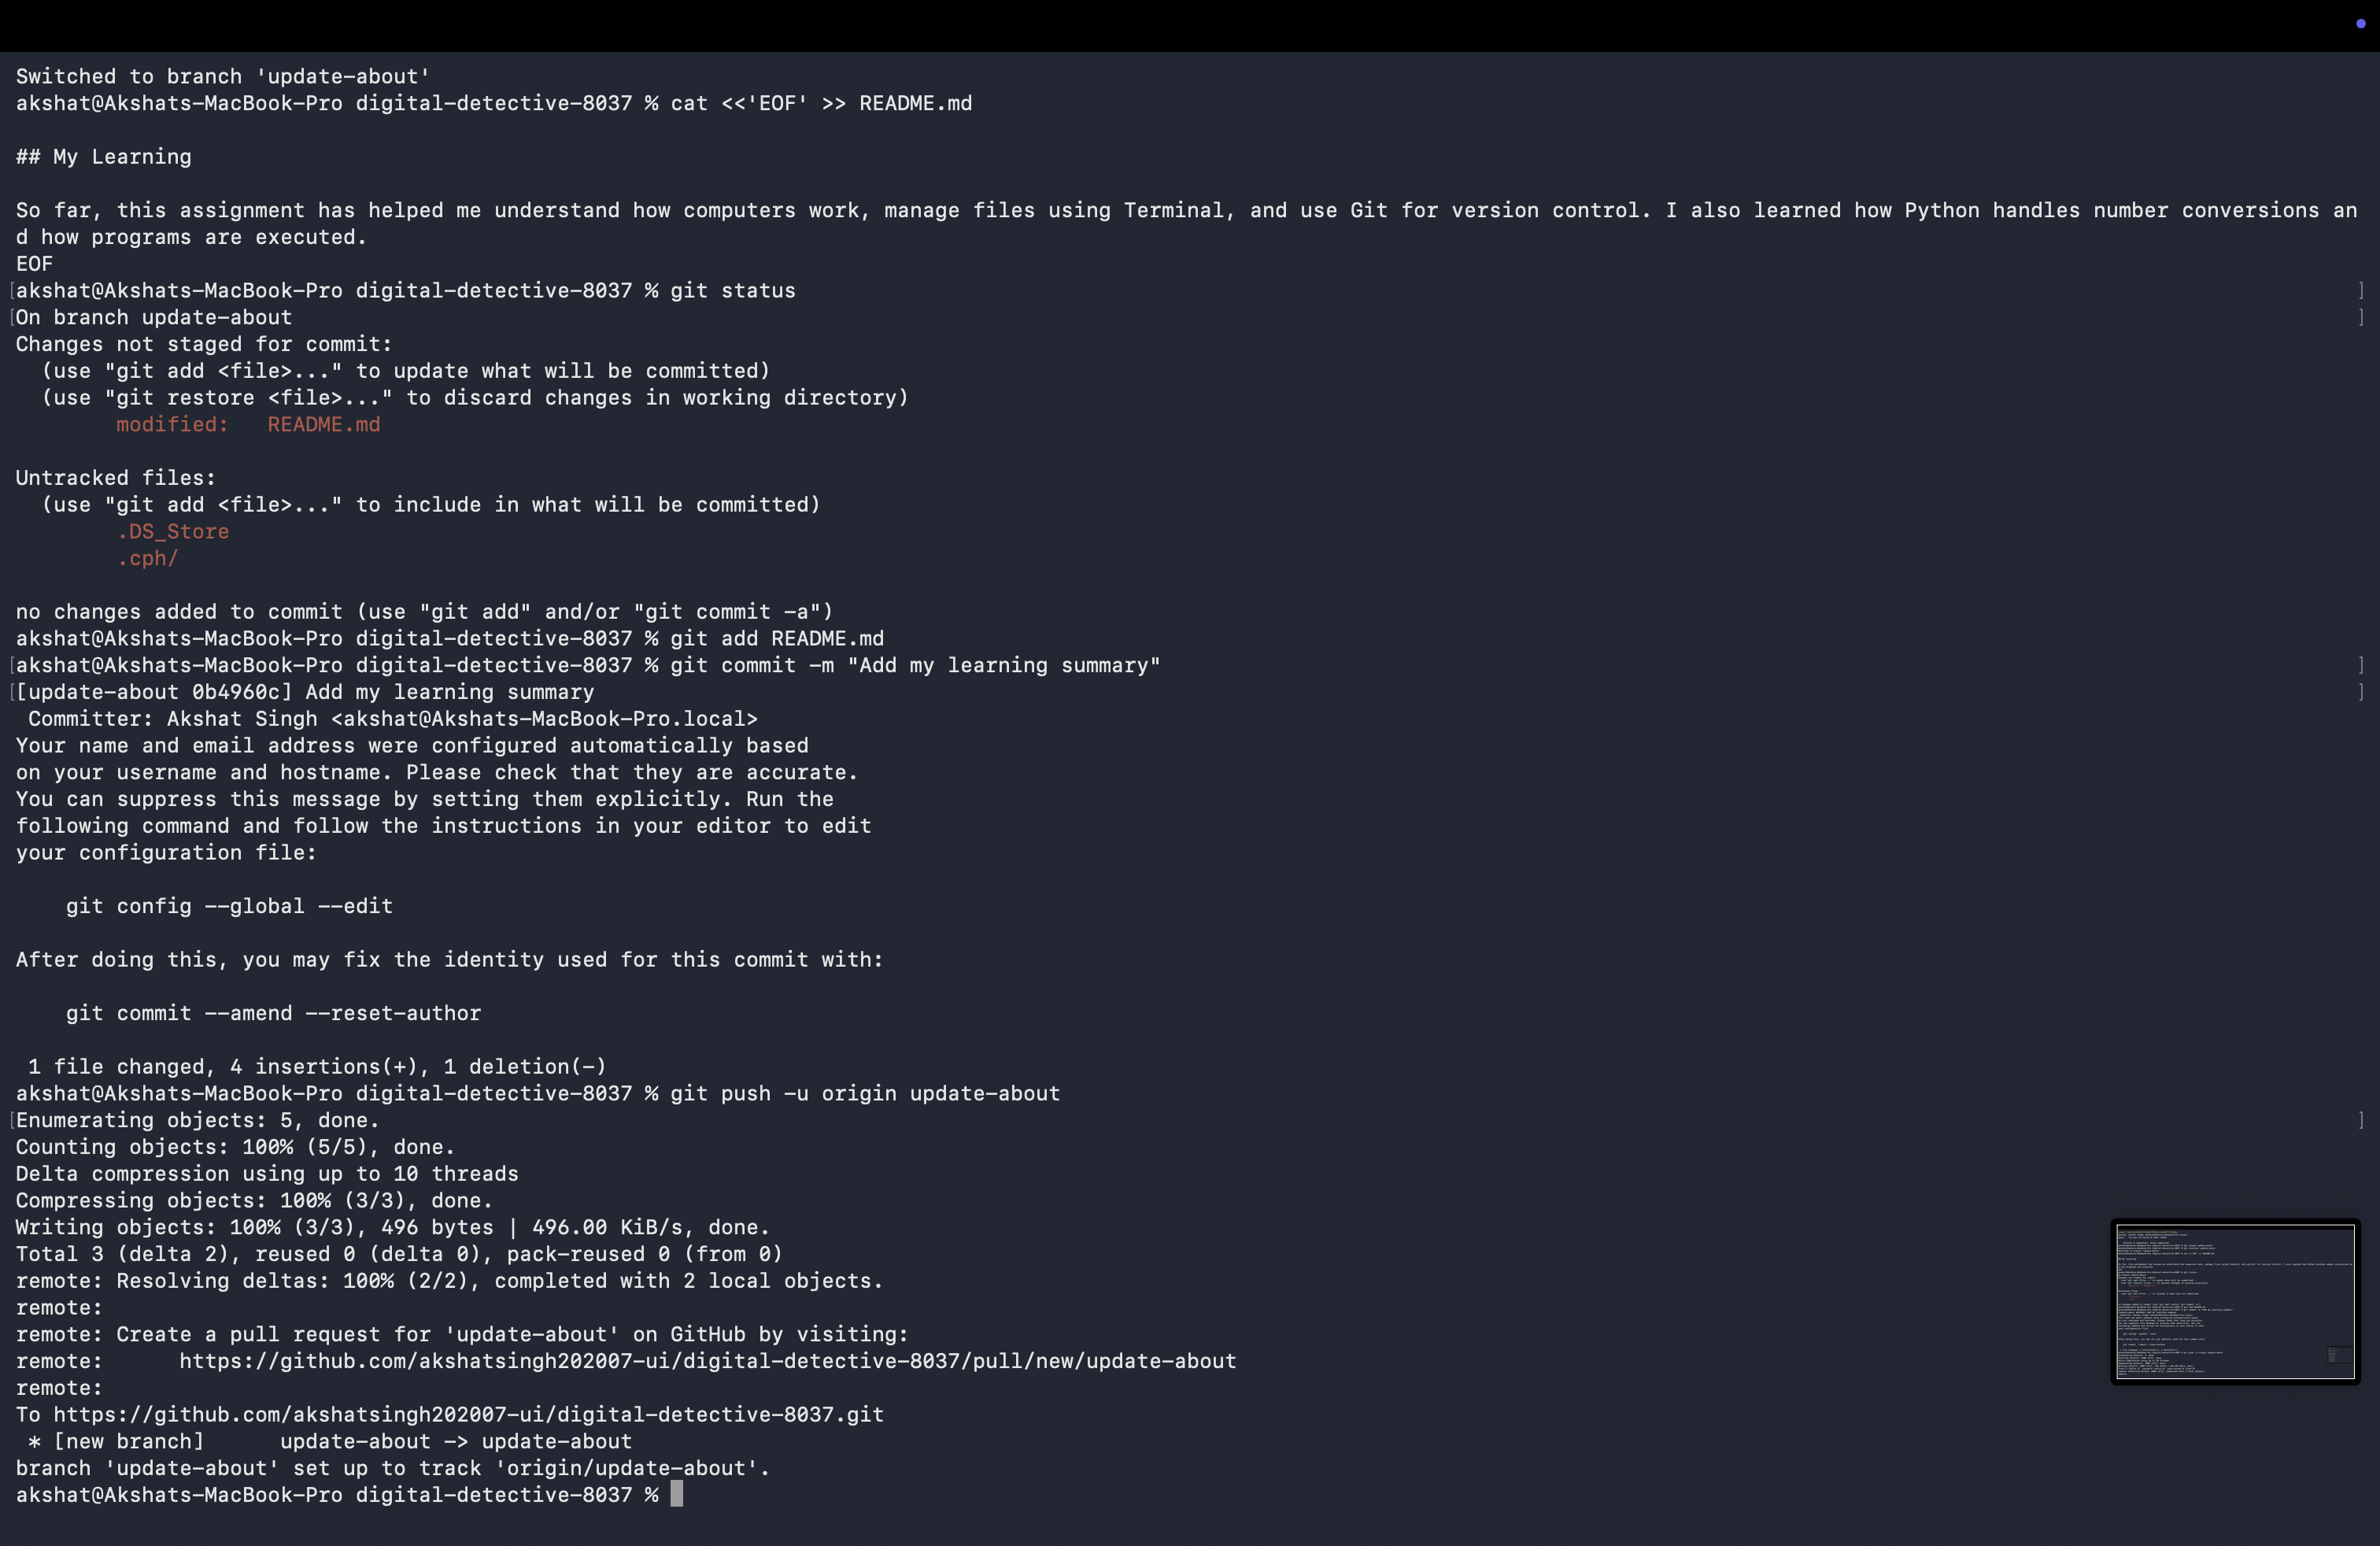 Switched to branch 'update-about'
akshat@Akshats-MacBook-Pro digital-detective-8037 % cat <<'EOF' >> README.md
## My Learning
So far, this assignment has helped me understand how computers work, manage files using Terminal, and use Git for version control. I also learned how Python handles number conversions an
d how programs are executed.
EOF
[akshat@Akshats-MacBook-Pro digital-detective-8037 % git status ]
[On branch update-about ]
Changes not staged for commit:
  (use "git add <file>..." to update what will be committed)
  (use "git restore <file>..." to discard changes in working directory)
        modified:   README.md
Untracked files:
  (use "git add <file>..." to include in what will be committed)
        .DS_Store
        .cph/
no changes added to commit (use "git add" and/or "git commit -a")
akshat@Akshats-MacBook-Pro digital-detective-8037 % git add README.md
[akshat@Akshats-MacBook-Pro digital-detective-8037 % git commit -m "Add my learning summary" ]
[[update-about 0b4960c] Add my learning summary ]
 Committer: Akshat Singh <akshat@Akshats-MacBook-Pro.local>
Your name and email address were configured automatically based
on your username and hostname. Please check that they are accurate.
You can suppress this message by setting them explicitly. Run the
following command and follow the instructions in your editor to edit
your configuration file:
    git config --global --edit
After doing this, you may fix the identity used for this commit with:
    git commit --amend --reset-author
 1 file changed, 4 insertions(+), 1 deletion(-)
akshat@Akshats-MacBook-Pro digital-detective-8037 % git push -u origin update-about
[Enumerating objects: 5, done. ]
Counting objects: 100% (5/5), done.
Delta compression using up to 10 threads
Compressing objects: 100% (3/3), done.
Writing objects: 100% (3/3), 496 bytes | 496.00 KiB/s, done.
Total 3 (delta 2), reused 0 (delta 0), pack-reused 0 (from 0)
remote: Resolving deltas: 100% (2/2), completed with 2 local objects.
remote:
remote: Create a pull request for 'update-about' on GitHub by visiting:
remote:      https://github.com/akshatsingh202007-ui/digital-detective-8037/pull/new/update-about
remote:
To https://github.com/akshatsingh202007-ui/digital-detective-8037.git
 * [new branch]      update-about -> update-about
branch 'update-about' set up to track 'origin/update-about'.
akshat@Akshats-MacBook-Pro digital-detective-8037 %